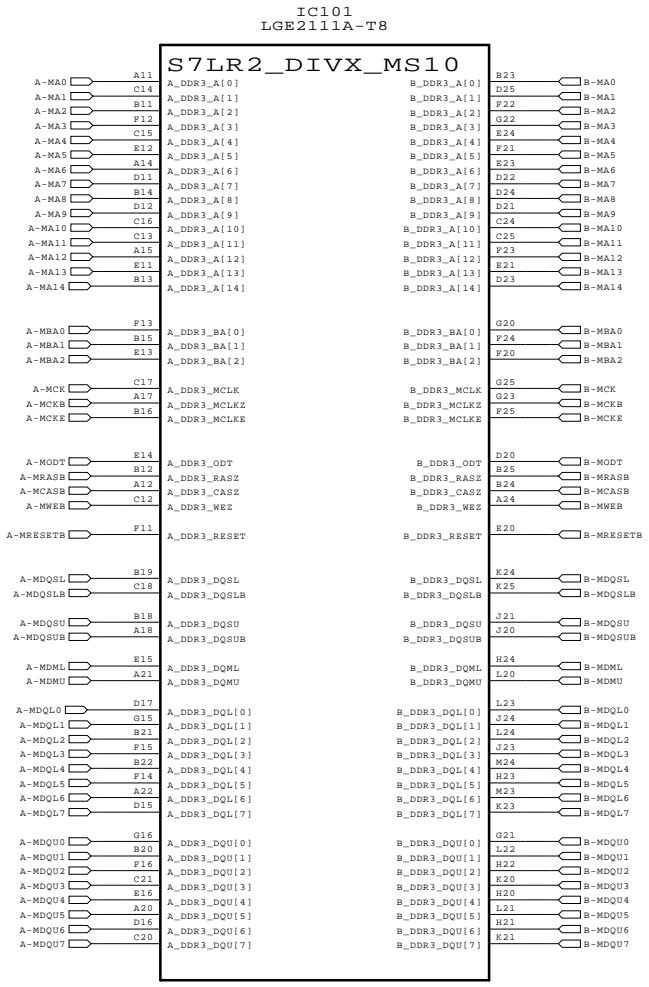 IC101
LGE2111A-T8
S7LR2_DIVX_MS10
A-MA0 A11 A_DDR3_A[0] B_DDR3_A[0] B23 B-MA0
A-MA1 C14 A_DDR3_A[1] B_DDR3_A[1] D25 B-MA1
A-MA2 B11 A_DDR3_A[2] B_DDR3_A[2] F22 B-MA2
A-MA3 F12 A_DDR3_A[3] B_DDR3_A[3] G22 B-MA3
A-MA4 C15 A_DDR3_A[4] B_DDR3_A[4] E24 B-MA4
A-MA5 E12 A_DDR3_A[5] B_DDR3_A[5] F21 B-MA5
A-MA6 A14 A_DDR3_A[6] B_DDR3_A[6] E23 B-MA6
A-MA7 D11 A_DDR3_A[7] B_DDR3_A[7] D22 B-MA7
A-MA8 B14 A_DDR3_A[8] B_DDR3_A[8] D24 B-MA8
A-MA9 D12 A_DDR3_A[9] B_DDR3_A[9] D21 B-MA9
A-MA10 C16 A_DDR3_A[10] B_DDR3_A[10] C24 B-MA10
A-MA11 C13 A_DDR3_A[11] B_DDR3_A[11] C25 B-MA11
A-MA12 A15 A_DDR3_A[12] B_DDR3_A[12] F23 B-MA12
A-MA13 E11 A_DDR3_A[13] B_DDR3_A[13] E21 B-MA13
A-MA14 B13 A_DDR3_A[14] B_DDR3_A[14] D23 B-MA14
A-MBA0 F13 A_DDR3_BA[0] B_DDR3_BA[0] G20 B-MBA0
A-MBA1 B15 A_DDR3_BA[1] B_DDR3_BA[1] F24 B-MBA1
A-MBA2 E13 A_DDR3_BA[2] B_DDR3_BA[2] F20 B-MBA2
A-MCK C17 A_DDR3_MCLK B_DDR3_MCLK G25 B-MCK
A-MCKB A17 A_DDR3_MCLKZ B_DDR3_MCLKZ G23 B-MCKB
A-MCKE B16 A_DDR3_MCLKE B_DDR3_MCLKE F25 B-MCKE
A-MODT E14 A_DDR3_ODT B_DDR3_ODT D20 B-MODT
A-MRASB B12 A_DDR3_RASZ B_DDR3_RASZ B25 B-MRASB
A-MCASB A12 A_DDR3_CASZ B_DDR3_CASZ B24 B-MCASB
A-MWEB C12 A_DDR3_WEZ B_DDR3_WEZ A24 B-MWEB
A-MRESETB F11 A_DDR3_RESET B_DDR3_RESET E20 B-MRESETB
A-MDQSL B19 A_DDR3_DQSL B_DDR3_DQSL K24 B-MDQSL
A-MDQSLB C18 A_DDR3_DQSLB B_DDR3_DQSLB K25 B-MDQSLB
A-MDQSU B18 A_DDR3_DQSU B_DDR3_DQSU J21 B-MDQSU
A-MDQSUB A18 A_DDR3_DQSUB B_DDR3_DQSUB J20 B-MDQSUB
A-MDML E15 A_DDR3_DQML B_DDR3_DQML H24 B-MDML
A-MDMU A21 A_DDR3_DQMU B_DDR3_DQMU L20 B-MDMU
A-MDQL0 D17 A_DDR3_DQL[0] B_DDR3_DQL[0] L23 B-MDQL0
A-MDQL1 G15 A_DDR3_DQL[1] B_DDR3_DQL[1] J24 B-MDQL1
A-MDQL2 B21 A_DDR3_DQL[2] B_DDR3_DQL[2] L24 B-MDQL2
A-MDQL3 F15 A_DDR3_DQL[3] B_DDR3_DQL[3] J23 B-MDQL3
A-MDQL4 B22 A_DDR3_DQL[4] B_DDR3_DQL[4] M24 B-MDQL4
A-MDQL5 F14 A_DDR3_DQL[5] B_DDR3_DQL[5] H23 B-MDQL5
A-MDQL6 A22 A_DDR3_DQL[6] B_DDR3_DQL[6] M23 B-MDQL6
A-MDQL7 D15 A_DDR3_DQL[7] B_DDR3_DQL[7] K23 B-MDQL7
A-MDQU0 G16 A_DDR3_DQU[0] B_DDR3_DQU[0] G21 B-MDQU0
A-MDQU1 B20 A_DDR3_DQU[1] B_DDR3_DQU[1] L22 B-MDQU1
A-MDQU2 F16 A_DDR3_DQU[2] B_DDR3_DQU[2] H22 B-MDQU2
A-MDQU3 C21 A_DDR3_DQU[3] B_DDR3_DQU[3] K20 B-MDQU3
A-MDQU4 E16 A_DDR3_DQU[4] B_DDR3_DQU[4] H20 B-MDQU4
A-MDQU5 A20 A_DDR3_DQU[5] B_DDR3_DQU[5] L21 B-MDQU5
A-MDQU6 D16 A_DDR3_DQU[6] B_DDR3_DQU[6] H21 B-MDQU6
A-MDQU7 C20 A_DDR3_DQU[7] B_DDR3_DQU[7] K21 B-MDQU7